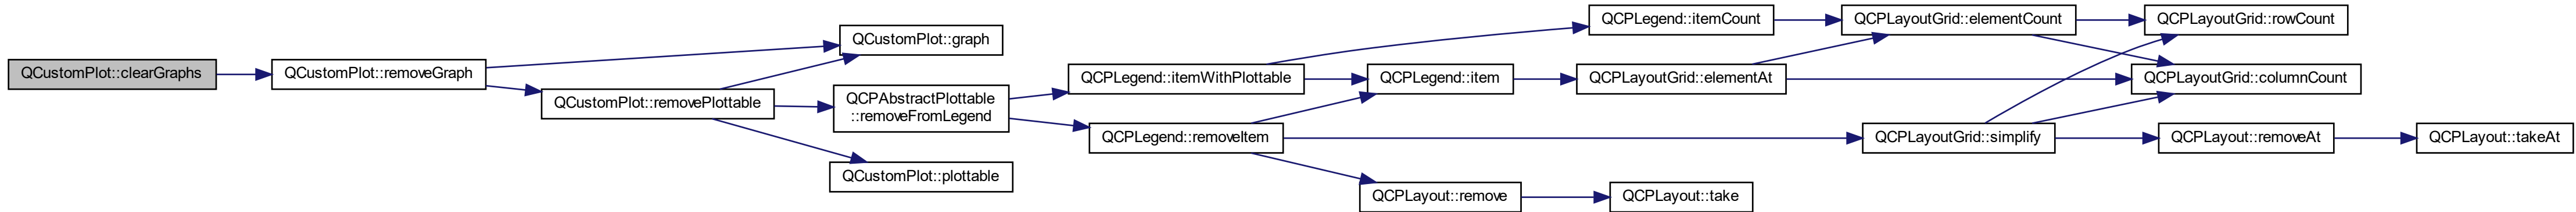 QCustomPlot::clearGraphs
QCustomPlot::removeGraph
QCustomPlot::graph
QCustomPlot::removePlottable
QCPAbstractPlottable
::removeFromLegend
QCustomPlot::plottable
QCPLegend::itemWithPlottable
QCPLegend::removeItem
QCPLegend::itemCount
QCPLegend::item
QCPLayout::remove
QCPLayoutGrid::elementAt
QCPLayout::take
QCPLayoutGrid::elementCount
QCPLayoutGrid::simplify
QCPLayoutGrid::rowCount
QCPLayoutGrid::columnCount
QCPLayout::removeAt
QCPLayout::takeAt